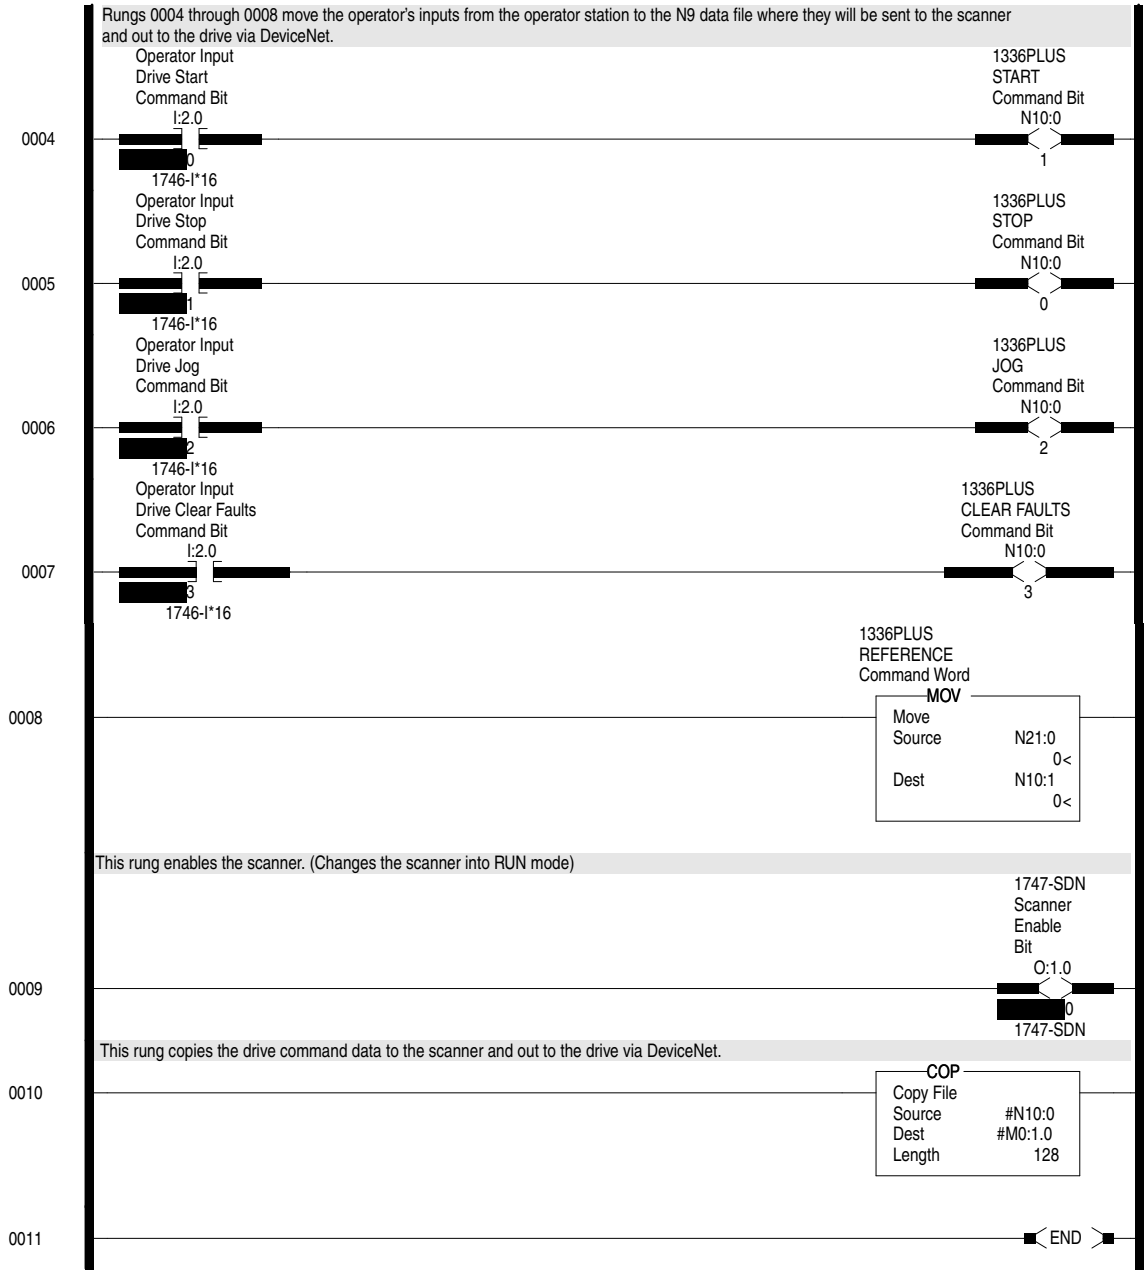 Rungs 0004 through 0008 move the operator's inputs from the operator station to the N9 data file where they will be sent to the scanner
and out to the drive via DeviceNet.
Operator Input
Drive Start
Command Bit
I:2.0
1336PLUS
START
Command Bit
N10:0
0004
0
1
1746-I*16
Operator Input
Drive Stop
Command Bit
I:2.0
1336PLUS
STOP
Command Bit
N10:0
0005
1
0
1746-I*16
Operator Input
Drive Jog
Command Bit
I:2.0
1336PLUS
JOG
Command Bit
N10:0
0006
2
2
1746-I*16
Operator Input
Drive Clear Faults
Command Bit
I:2.0
1336PLUS
CLEAR FAULTS
Command Bit
N10:0
0007
3
3
1746-I*16
1336PLUS
REFERENCE
Command Word
MOV
0008
Move
Source N21:0
0<
Dest N10:1
0<
This rung enables the scanner. (Changes the scanner into RUN mode)
1747-SDN
Scanner
Enable
Bit
O:1.0
0009
0
1747-SDN
This rung copies the drive command data to the scanner and out to the drive via DeviceNet.
COP
0010
Copy File
Source #N10:0
Dest #M0:1.0
Length 128
0011
END